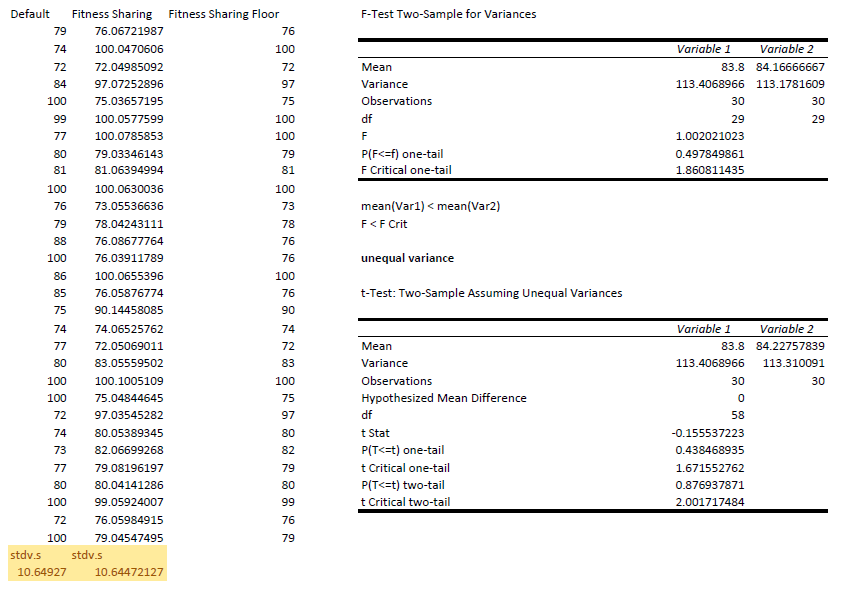 Default Fitness Sharing Fitness Sharing Floor F-Test Two-Sample for Variances
79 76.06721987 76
74 100.0470606 100 Variable 1 Variable 2
72 72.04985092 72 Mean 83.8 84.16666667
84 97.07252896 97 Variance 113.4068966 113.1781609
100 75.03657195 75 Observations 30 30
99 100.0577599 100 df 29 29
77 100.0785853 100 F 1.002021023
80 79.03346143 79 P(F<=f) one-tail 0.497849861
81 81.06394994 81 F Critical one-tail 1.860811435
100 100.0630036 100
76 73.05536636 73 mean(Var1) < mean(Var2)
79 78.04243111 78 F < F Crit
88 76.08677764 76
100 76.03911789 76 unequal variance
86 100.0655396 100
85 76.05876774 76 t-Test: Two-Sample Assuming Unequal Variances
75 90.14458085 90
74 74.06525762 74 Variable 1 Variable 2
77 72.05069011 72 Mean 83.8 84.22757839
80 83.05559502 83 Variance 113.4068966 113.310091
100 100.1005109 100 Observations 30 30
100 75.04844645 75 Hypothesized Mean Difference 0
72 97.03545282 97 df 58
74 80.05389345 80 t Stat -0.155537223
73 82.06699268 82 P(T<=t) one-tail 0.438468935
77 79.08196197 79 t Critical one-tail 1.671552762
80 80.04141286 80 P(T<=t) two-tail 0.876937871
100 99.05924007 99 t Critical two-tail 2.001717484
72 76.05984915 76
100 79.04547495 79
stdv.s stdv.s
10.64927 10.64472127